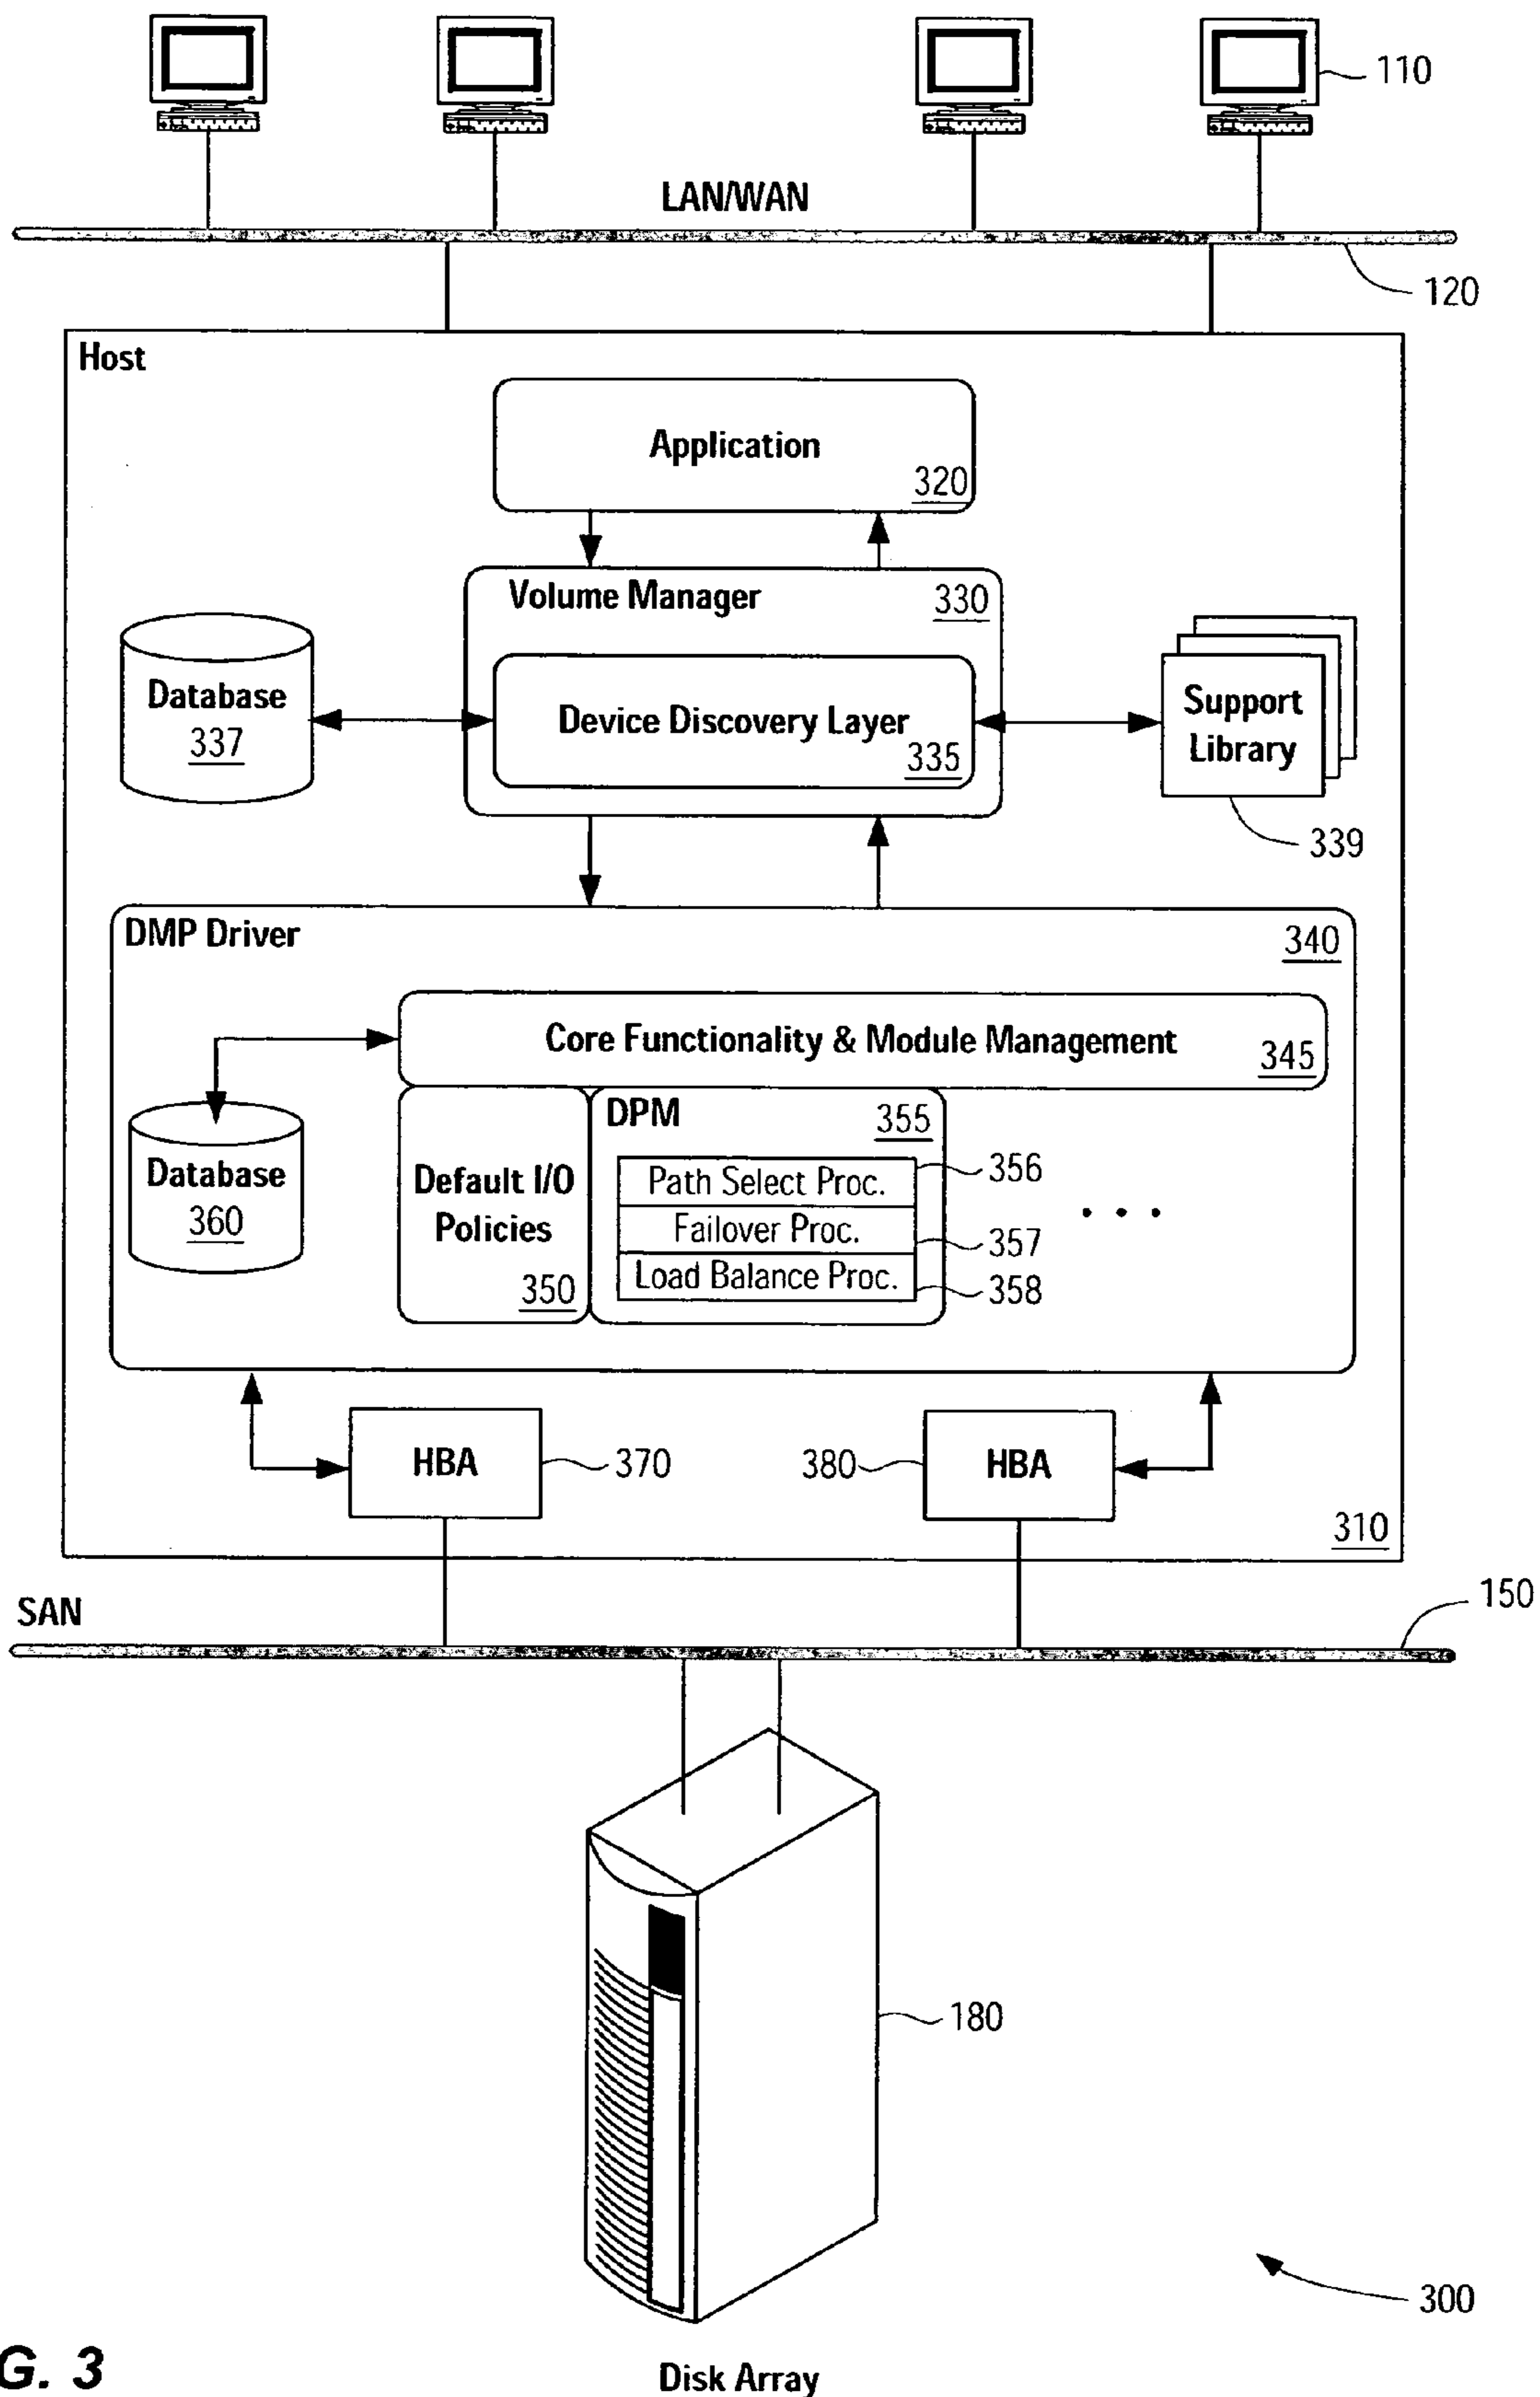 110
LAN/WAN
120
Host
Application
320
Volume Manager
330
Database
337
Device Discovery Layer
335
Support
Library
339
DMP Driver
340
Core Functionality & Module Management
345
Database
360
Default I/O
Policies
350
DPM
355
Path Select Proc.
356
Failover Proc.
357
Load Balance Proc.
358
. . .
HBA
370
380
HBA
310
SAN
150
180
300
G. 3
Disk Array